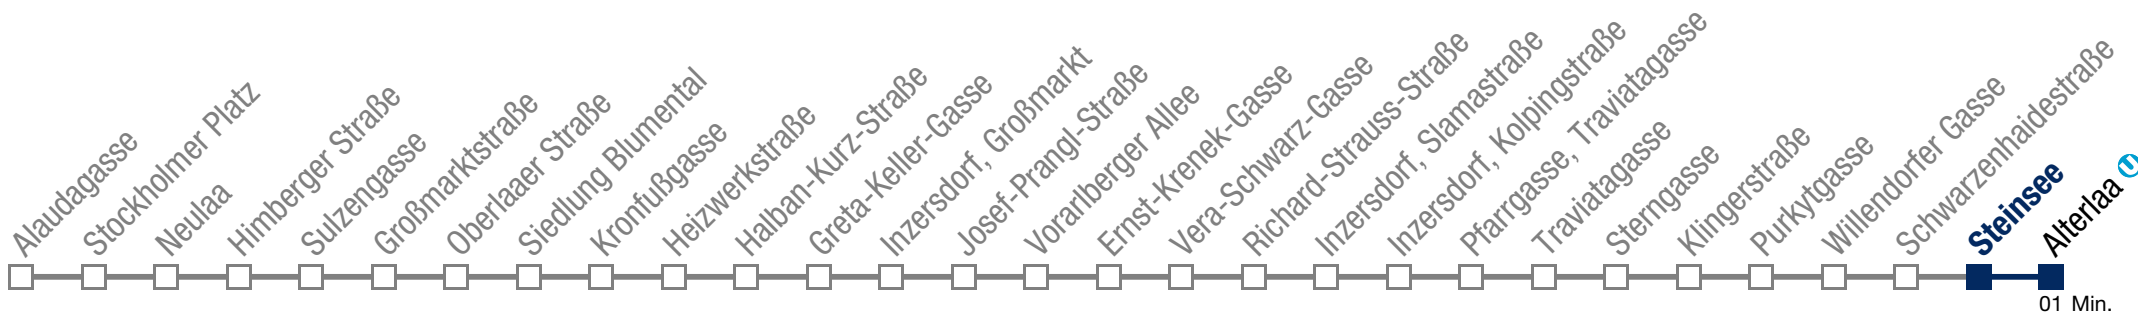 Alaudagasse
Stockholmer Platz
Neulaa
Himberger Straße
Sulzengasse
Großmarktstraße
Oberlaaer Straße
Siedlung Blumental
Kronfußgasse
Heizwerkstraße
Halban-Kurz-Straße
Greta-Keller-Gasse
Inzersdorf, Großmarkt
Josef-Prangl-Straße
Vorarlberger Allee
Ernst-Krenek-Gasse
Vera-Schwarz-Gasse
Richard-Strauss-Straße
Inzersdorf, Slamastraße
Inzersdorf, Kolpingstraße
Pfarrgasse, Traviatagasse
Traviatagasse
Sterngasse
Klingerstraße
Purkytgasse
Willendorfer Gasse
Schwarzenhaidestraße
Steinsee
Alterlaa U
01 Min.